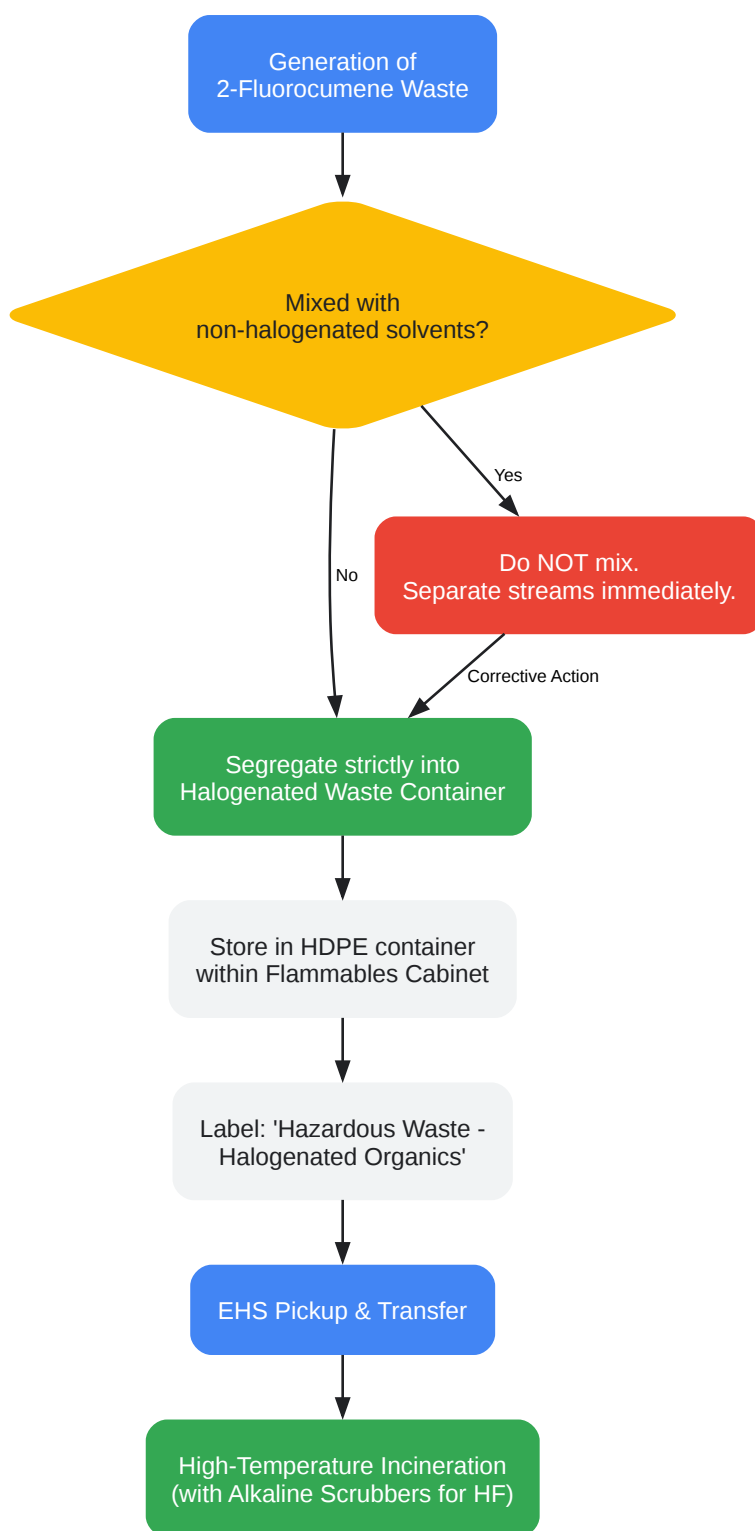 Generation of
2-Fluorocumene Waste
Mixed with
non-halogenated solvents?
Yes
Do NOT mix.
Separate streams immediately.
No
Corrective Action
Segregate strictly into
Halogenated Waste Container
Store in HDPE container
within Flammables Cabinet
Label: 'Hazardous Waste -
Halogenated Organics'
EHS Pickup & Transfer
High-Temperature Incineration
(with Alkaline Scrubbers for HF)